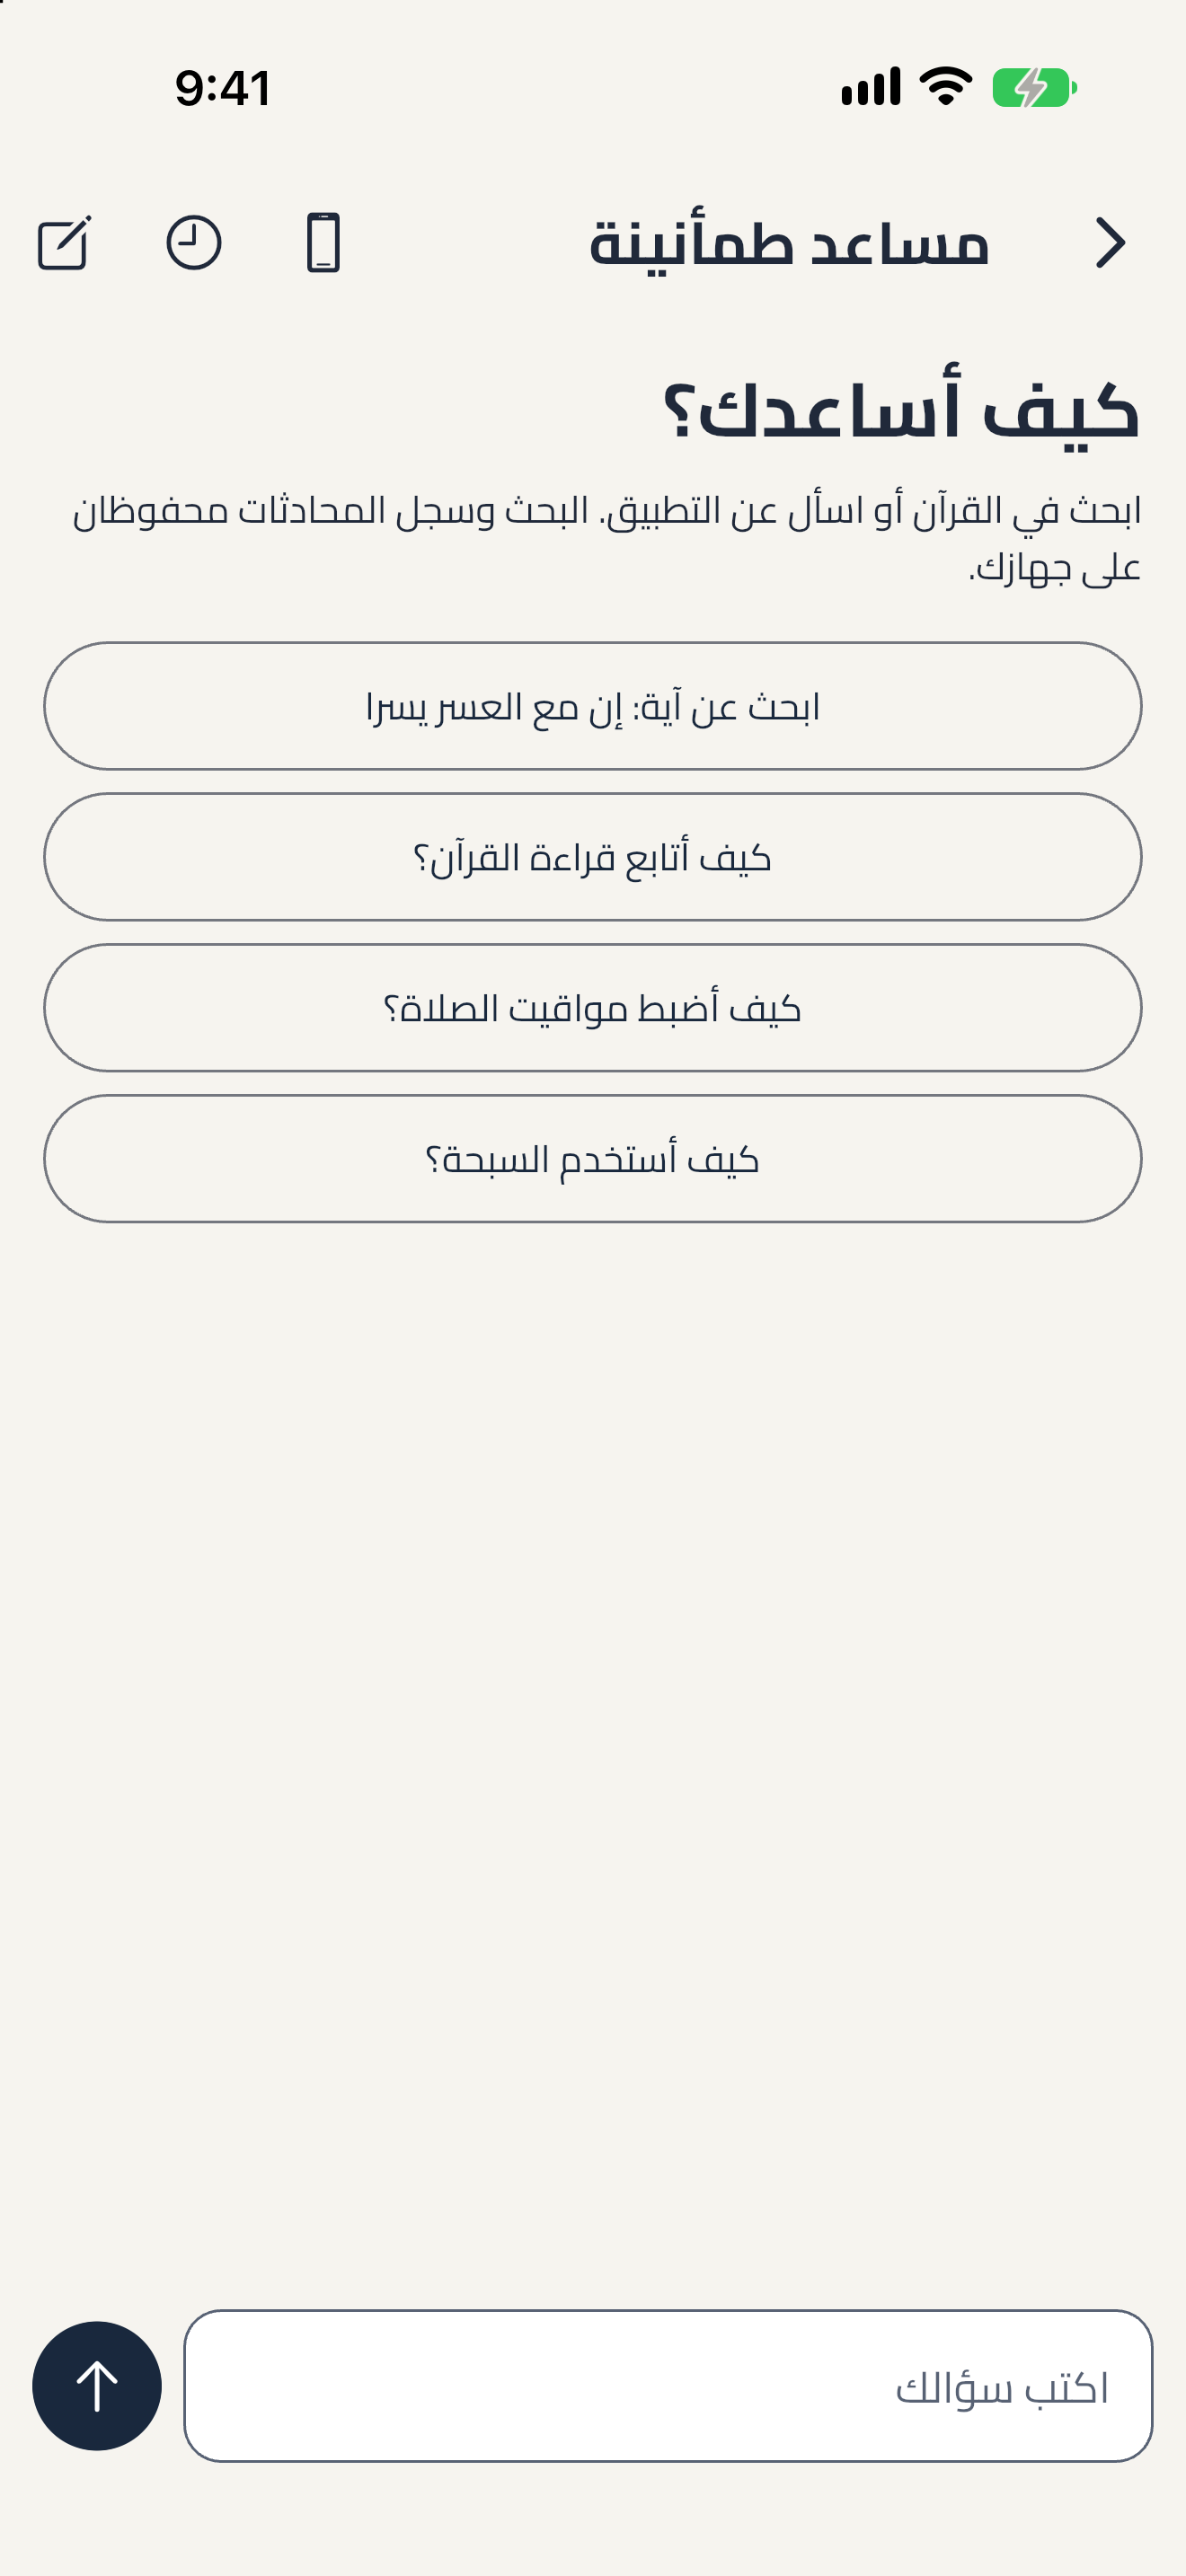 9:41
مساعد طمأنينة
كيف أساعدك؟
ابحث في القرآن أو اسأل عن التطبيق. البحث وسجل المحادثات محفوظان
على جهازك.
ابحث عن آية: إن مع العسر يسرا
كيف أتابع قراءة القرآن؟
كيف أضبط مواقيت الصلاة؟
كيف أستخدم السبحة؟
اكتب سؤالك